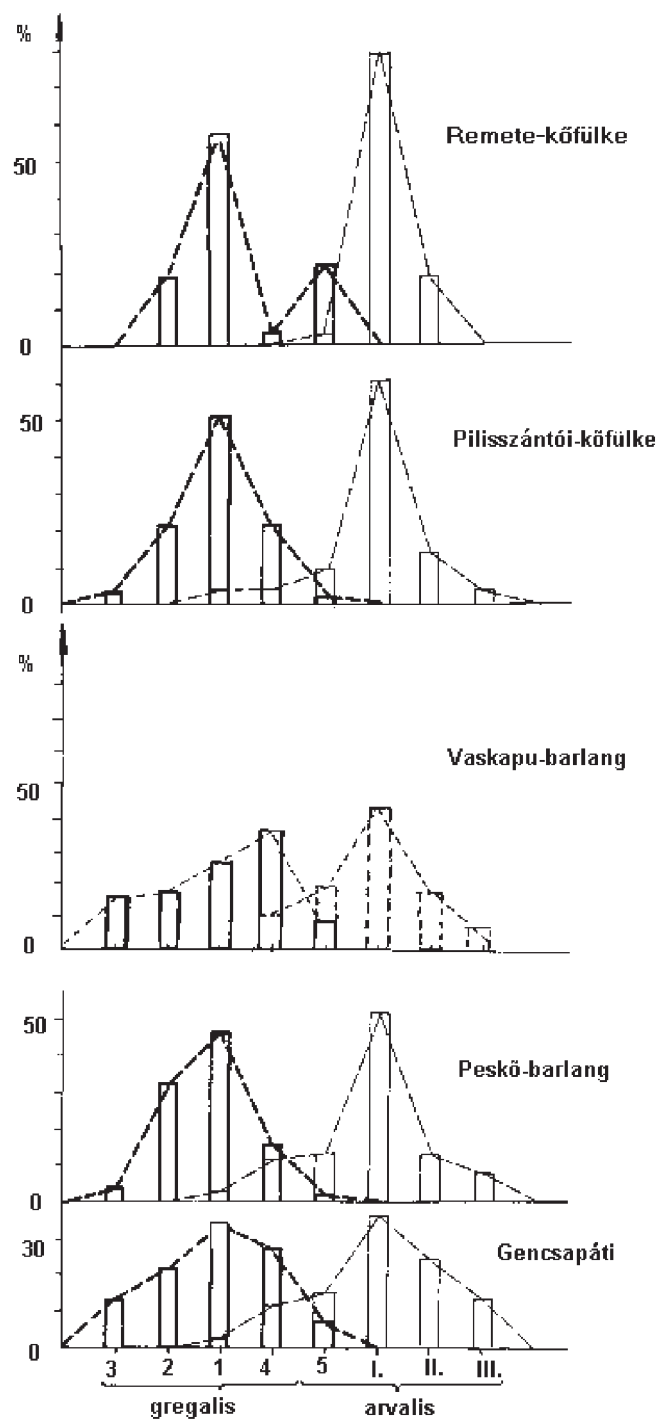 %
Remete-kőfülke
50
0
50
Pilisszántói-kőfülke
0
%
Vaskapu-barlang
50
0
50
Peskő-barlang
0
30
Gencsapáti
0
3 2 1 4 5 I. II. III.
gregalis arvalis